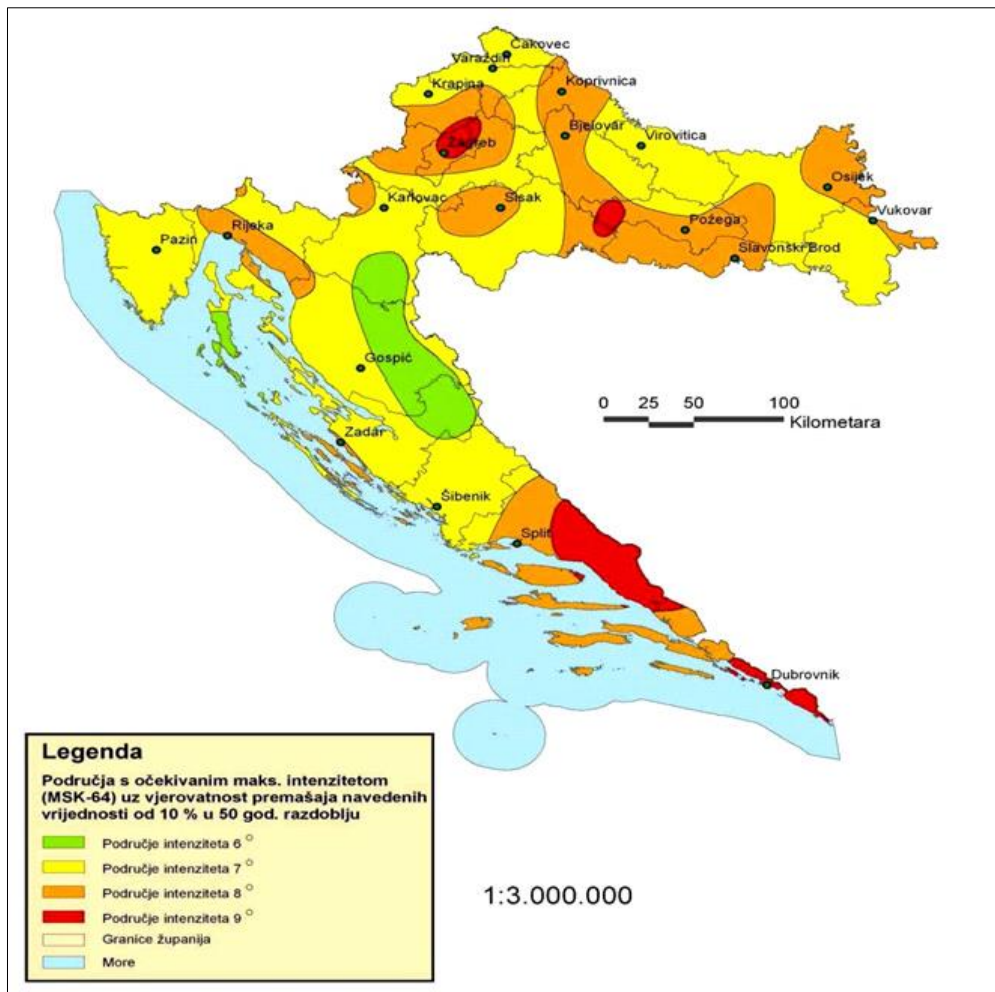 Čakovec
Varaždin
Krapina
Koprivnica
Bjelovar
Virovitica
Zagreb
Osijek
Karlovac
Sisak
Vukovar
Požega
Rijeka
Pazin
Slavonski Brod
Gospić
0 25 50 100
Kilometara
Zadar
Šibenik
Split
Dubrovnik
Legenda
Područja s očekivanim maks. intenzitetom
(MSK-64) uz vjerovatnost premašaja navedenih
vrijednosti od 10 % u 50 god. razdoblju
Područje intenziteta 6 °
Područje intenziteta 7 °
Područje intenziteta 8 °
Područje intenziteta 9 °
Granice županija
More
1:3.000.000